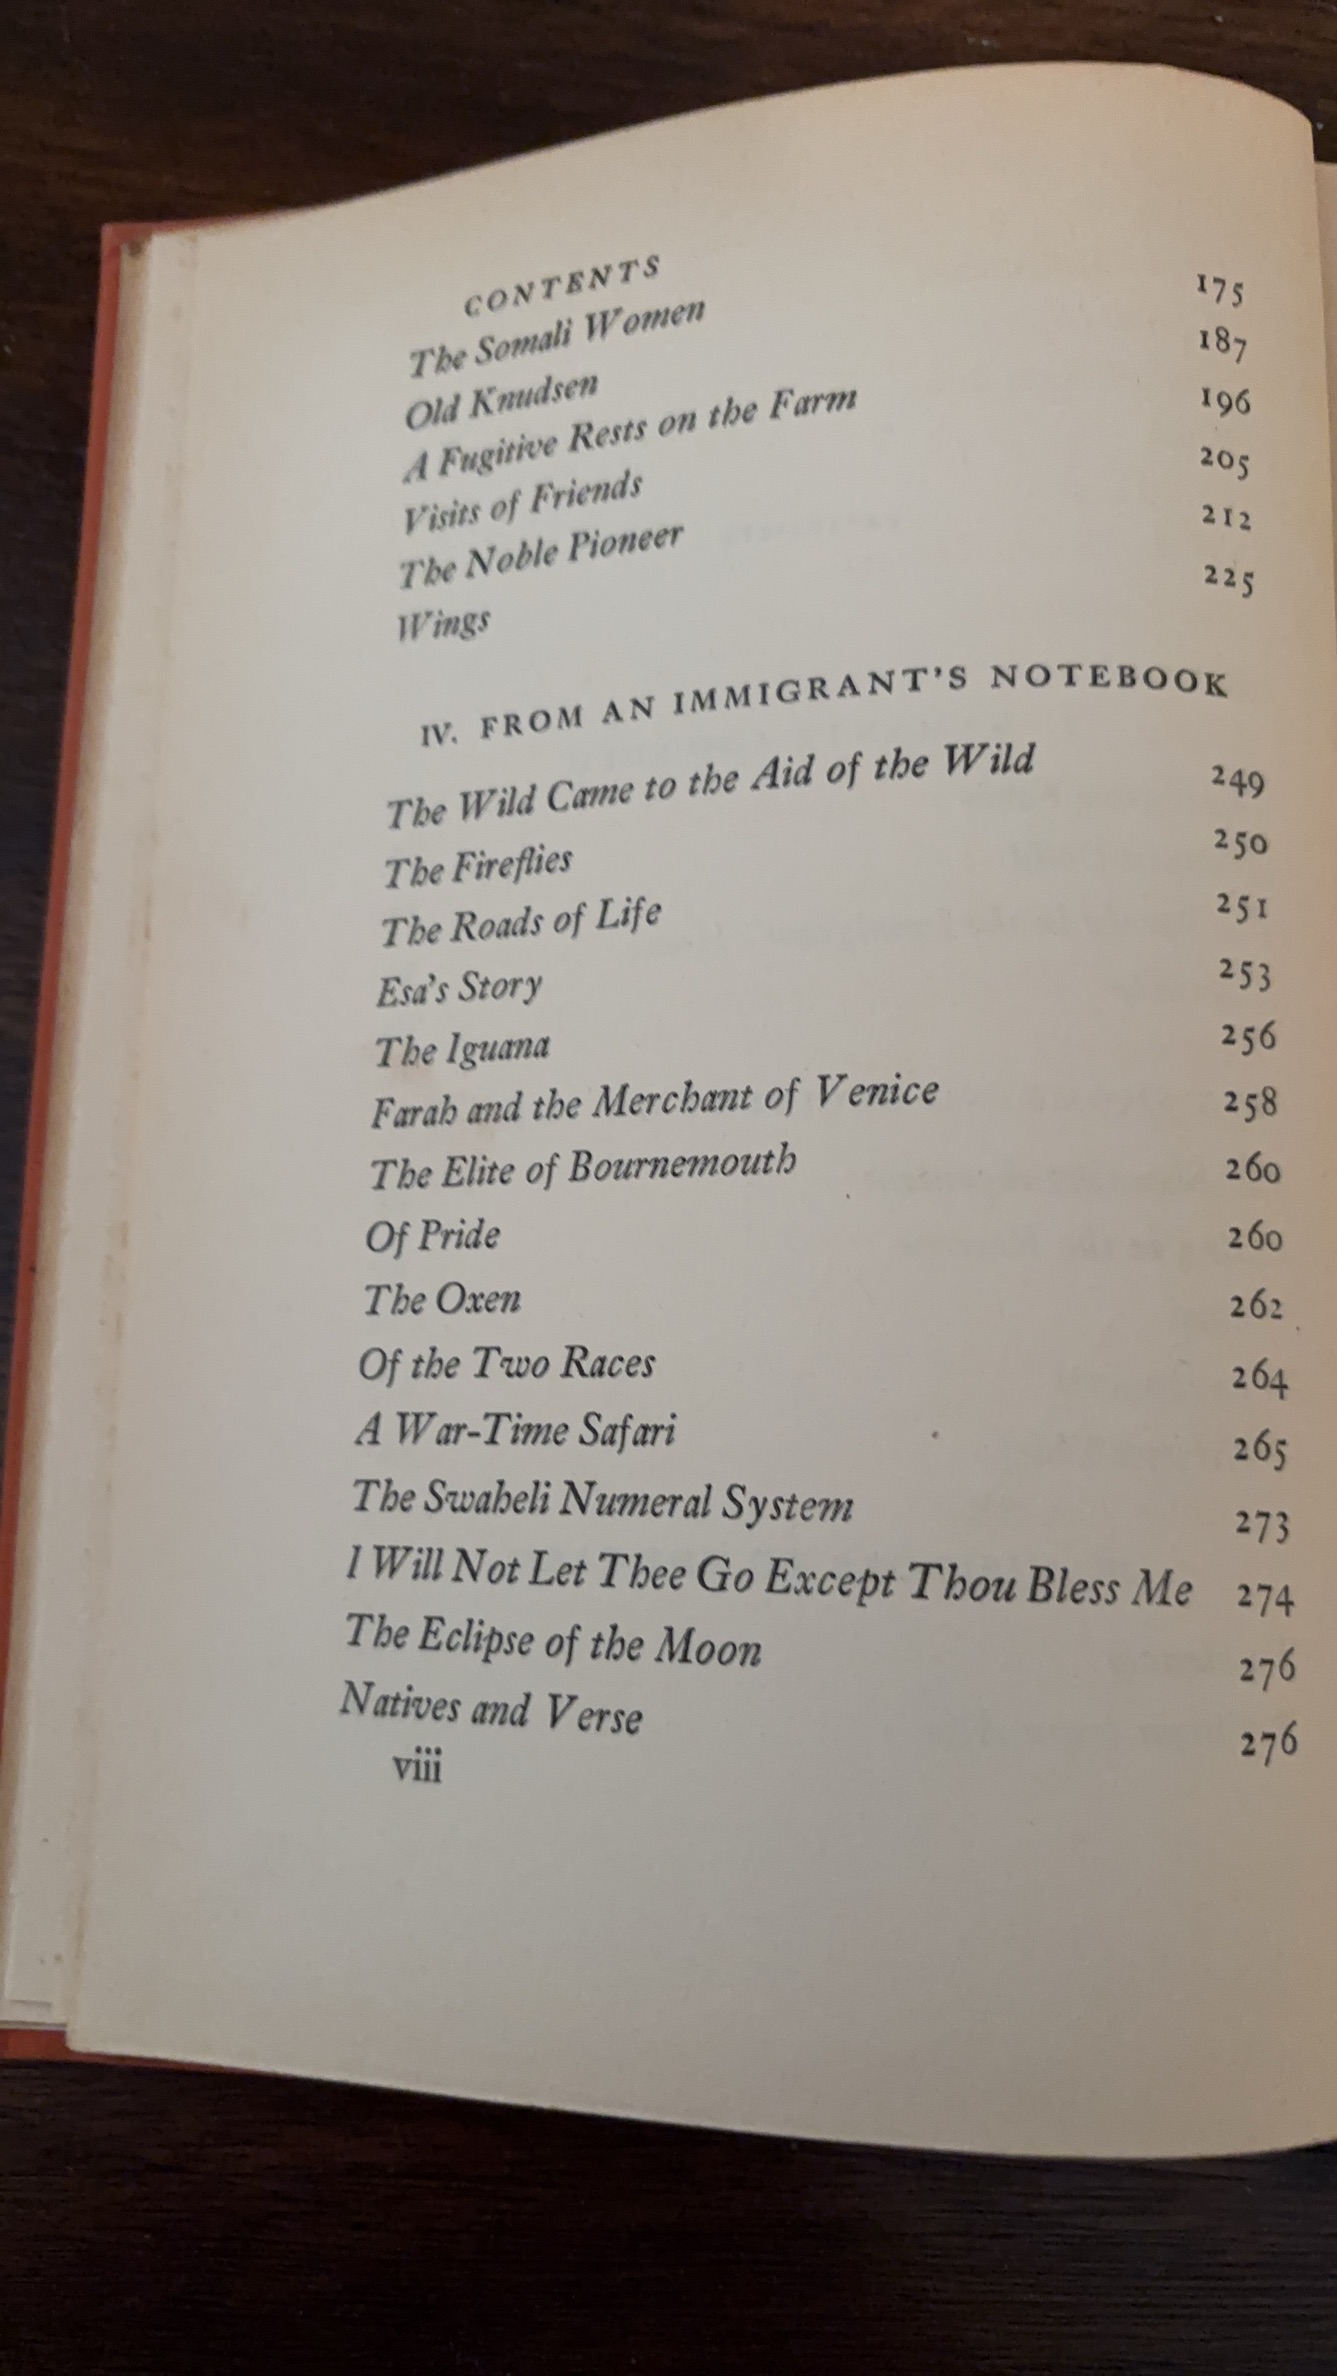 CONTENTS
The Somali Women 175
Old Knudsen 187
A Fugitive Rests on the Farm 196
Visits of Friends 205
The Noble Pioneer 212
Wings 225
IV. FROM AN IMMIGRANT'S NOTEBOOK
The Wild Came to the Aid of the Wild 249
The Fireflies 250
The Roads of Life 251
Esa's Story 253
The Iguana 256
Farah and the Merchant of Venice 258
The Elite of Bournemouth 260
Of Pride 260
The Oxen 262
Of the Two Races 264
A War-Time Safari 265
The Swaheli Numeral System 273
I Will Not Let Thee Go Except Thou Bless Me 274
The Eclipse of the Moon 276
Natives and Verse 276
viii